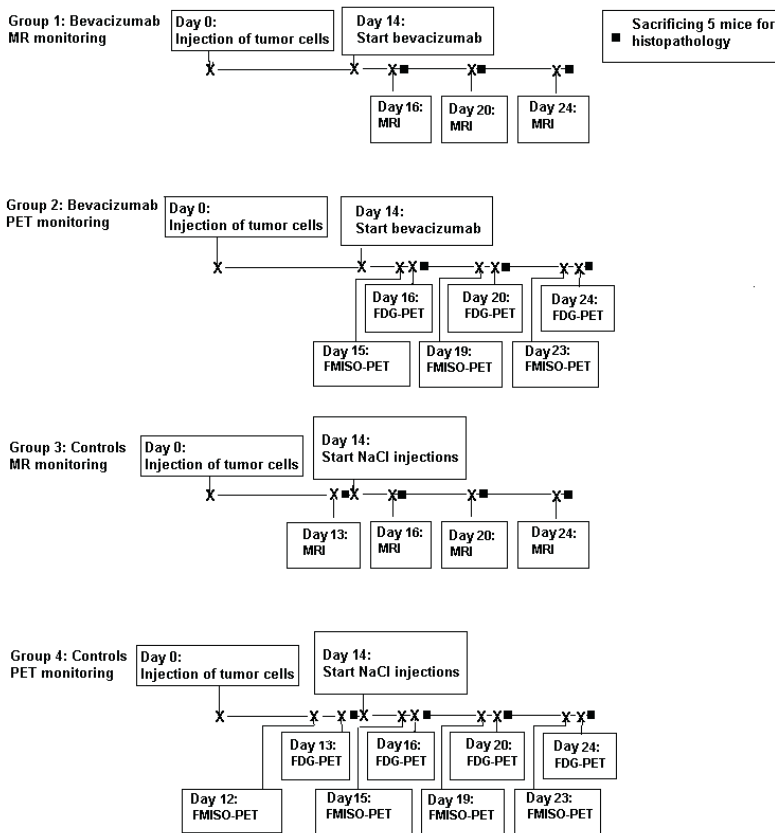 Group 1: Bevacizumab
MR monitoring
Day 0:
Injection of tumor cells
Day 14:
Start bevacizumab
Sacrificing 5 mice for
histopathology
Day 16:
MRI
Day 20:
MRI
Day 24:
MRI
Group 2: Bevacizumab
PET monitoring
Day 0:
Injection of tumor cells
Day 14:
Start bevacizumab
Day 16:
FDG-PET
Day 20:
FDG-PET
Day 24:
FDG-PET
Day 15:
FMISO-PET
Day 19:
FMISO-PET
Day 23:
FMISO-PET
Group 3: Controls
MR monitoring
Day 0:
Injection of tumor cells
Day 14:
Start NaCl injections
Day 13:
MRI
Day 16:
MRI
Day 20:
MRI
Day 24:
MRI
Group 4: Controls
PET monitoring
Day 0:
Injection of tumor cells
Day 14:
Start NaCl injections
Day 13:
FDG-PET
Day 16:
FDG-PET
Day 20:
FDG-PET
Day 24:
FDG-PET
Day 12:
FMISO-PET
Day 15:
FMISO-PET
Day 19:
FMISO-PET
Day 23:
FMISO-PET